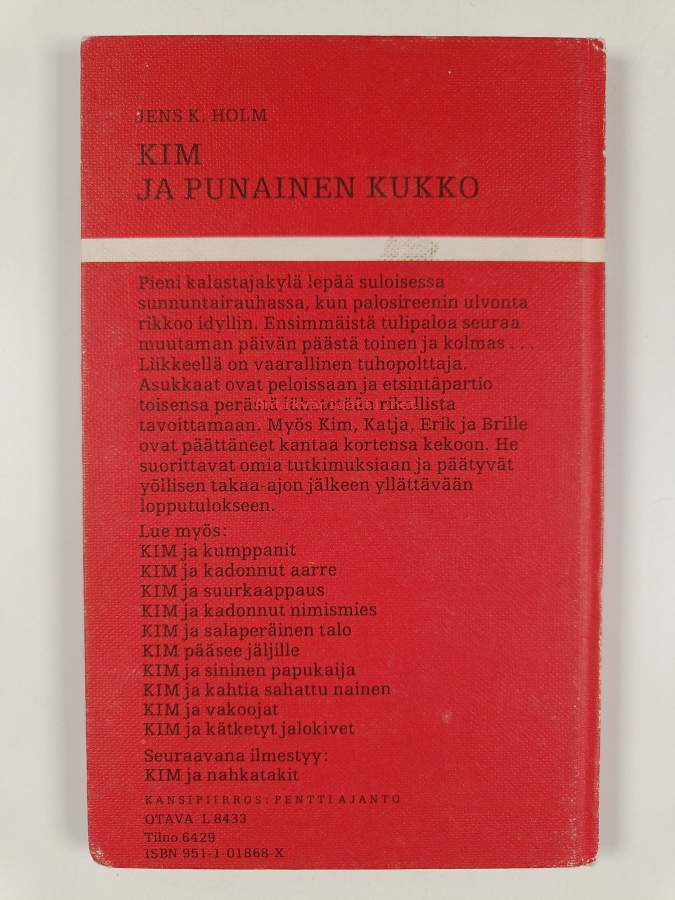 JENS K. HOLM
KIM
JA PUNAINEN KUKKO
Pieni kalastajakylä lepää suloisessa
sunnuntairauhassa, kun palosireenin ulvonta
rikkoo idyllin. Ensimmäistä tulipaloa seuraa
muutaman päivän päästä toinen ja kolmas ...
Liikkeellä on vaarallinen tuhopolttaja.
Asukkaat ovat peloissaan ja etsintäpartio
toisensa perästä lähetetään rikollista
tavoittamaan. Myös Kim, Katja, Erik ja Brille
ovat päättäneet kantaa kortensa kekoon. He
suorittavat omia tutkimuksiaan ja päätyvät
yöllisen takaa-ajon jälkeen yllättävään
lopputulokseen.
Lue myös:
KIM ja kumppanit
KIM ja kadonnut aarre
KIM ja suurkaappaus
KIM ja kadonnut nimismies
KIM ja salaperäinen talo
KIM pääsee jäljille
KIM ja sininen papukaija
KIM ja kahtia sahattu nainen
KIM ja vakoojat
KIM ja kätketyt jalokivet
Seuraavana ilmestyy:
KIM ja nahkatakit
KANSIPIIRROS: PENTTI AJANTO
OTAVA L 8433
Tilno 6429
ISBN 951-1-01868-X